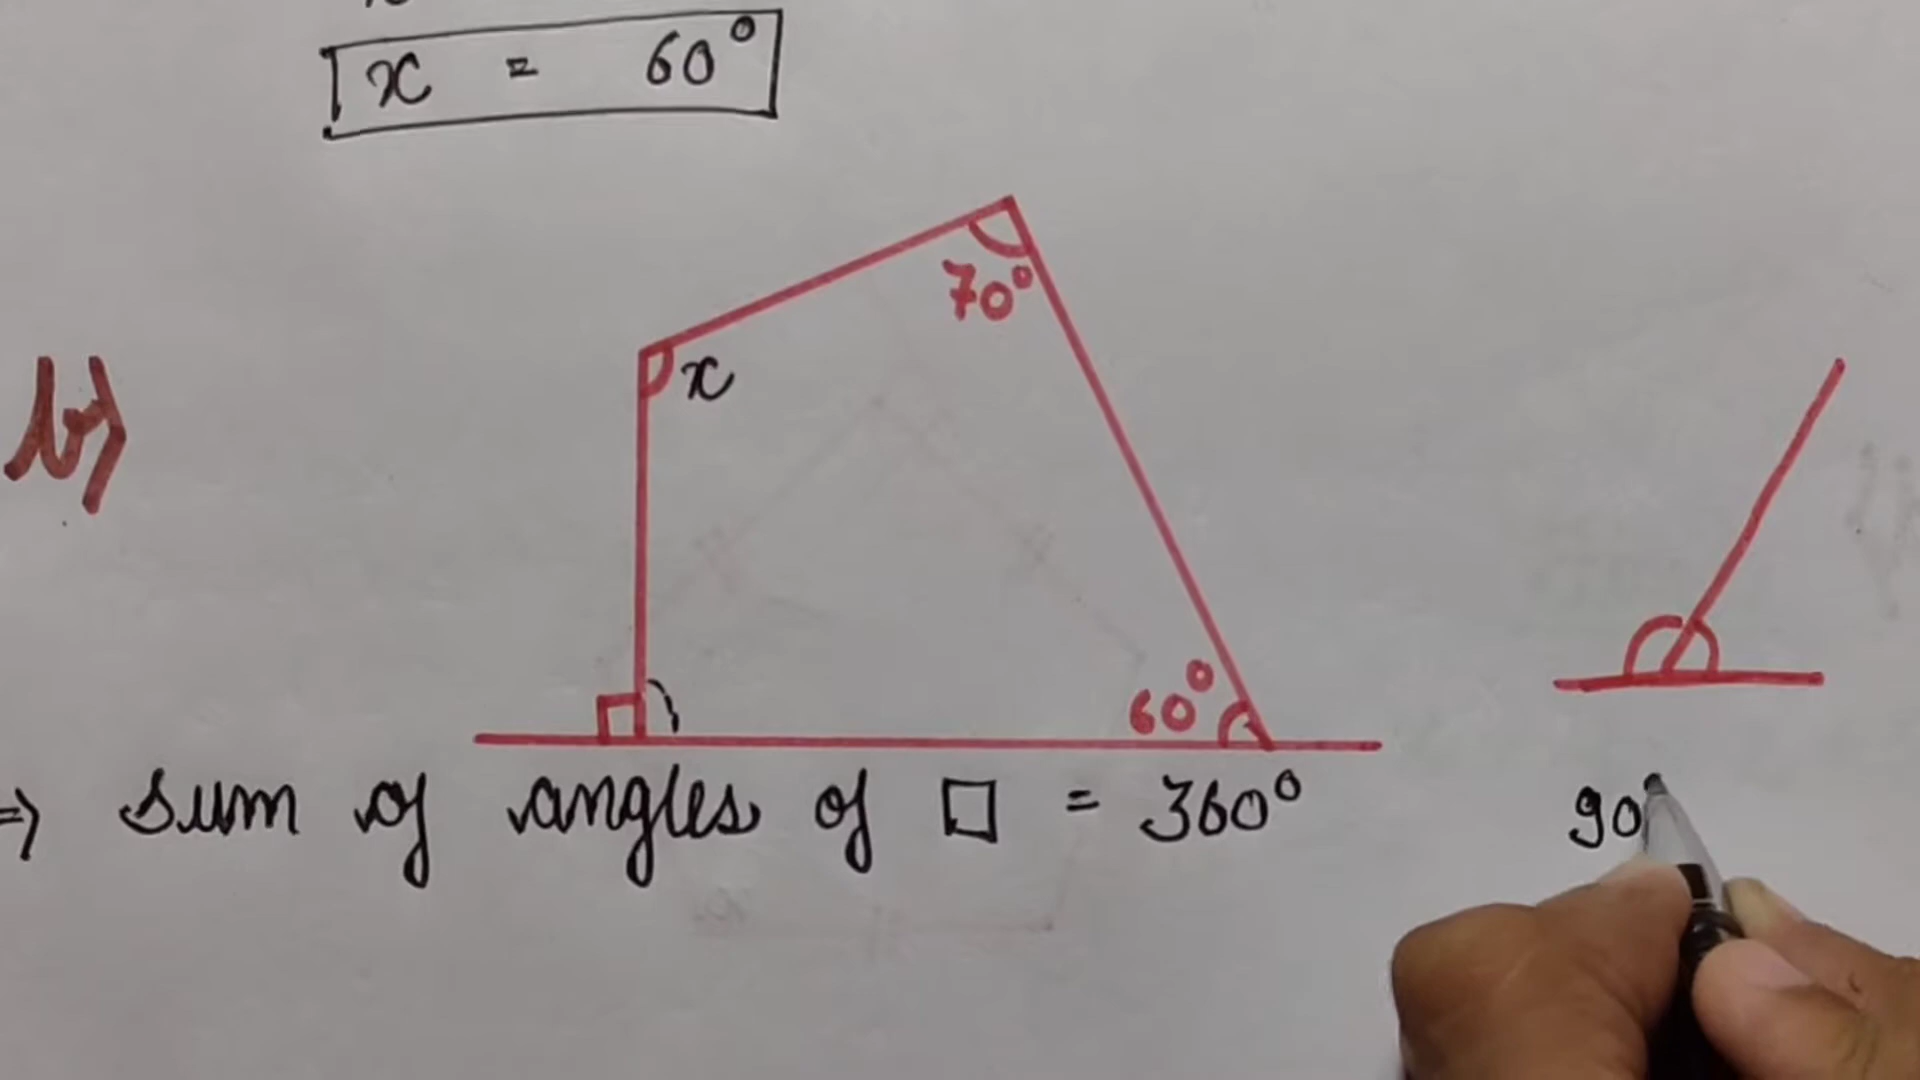 x = 60°
70°
x
b)
60°
⇒ sum of angles of □ = 360°
90°